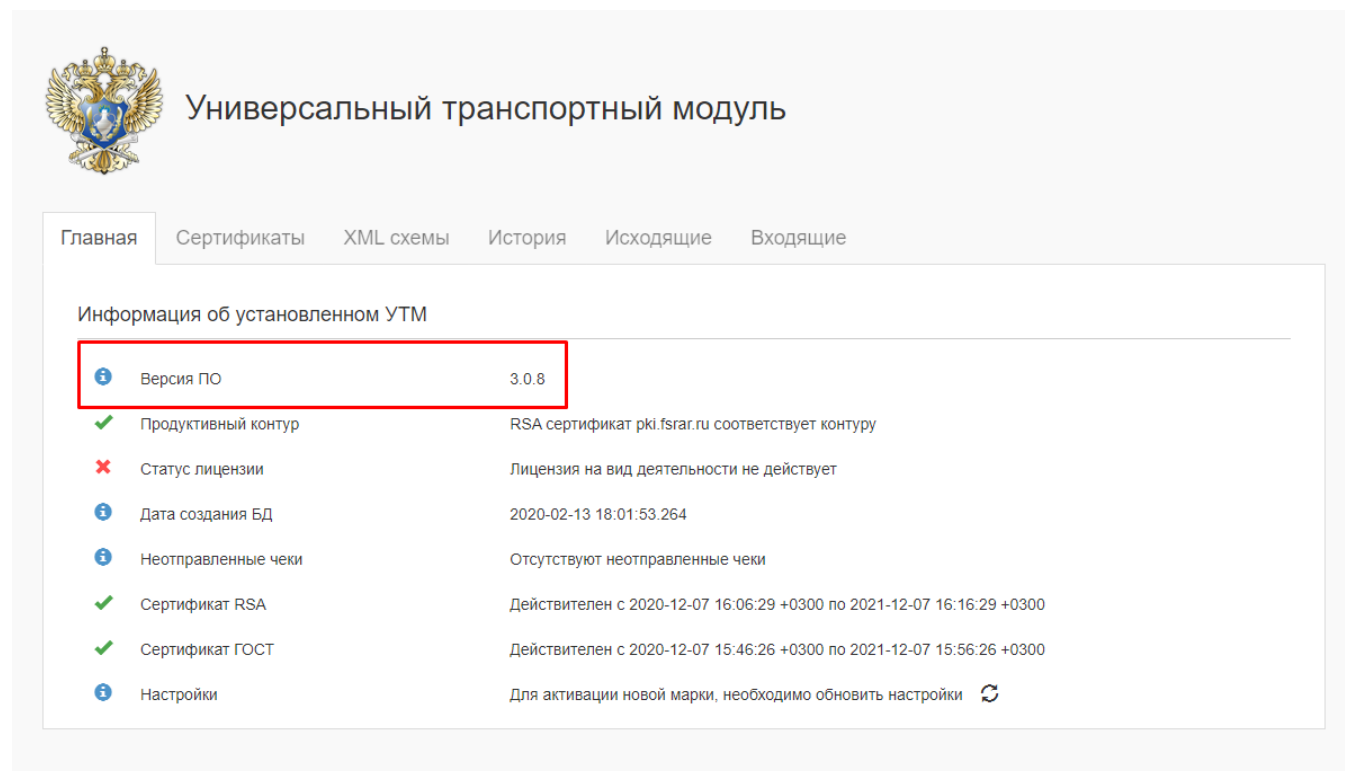 Универсальный транспортный модуль
Главная Сертификаты XML схемы История Исходящие Входящие
Информация об установленном УТМ
Версия ПО 3.0.8
Продуктивный контур RSA сертификат pki.fsrar.ru соответствует контуру
Статус лицензии Лицензия на вид деятельности не действует
Дата создания БД 2020-02-13 18:01:53.264
Неотправленные чеки Отсутствуют неотправленные чеки
Сертификат RSA Действителен с 2020-12-07 16:06:29 +0300 по 2021-12-07 16:16:29 +0300
Сертификат ГОСТ Действителен с 2020-12-07 15:46:26 +0300 по 2021-12-07 15:56:26 +0300
Настройки Для активации новой марки, необходимо обновить настройки